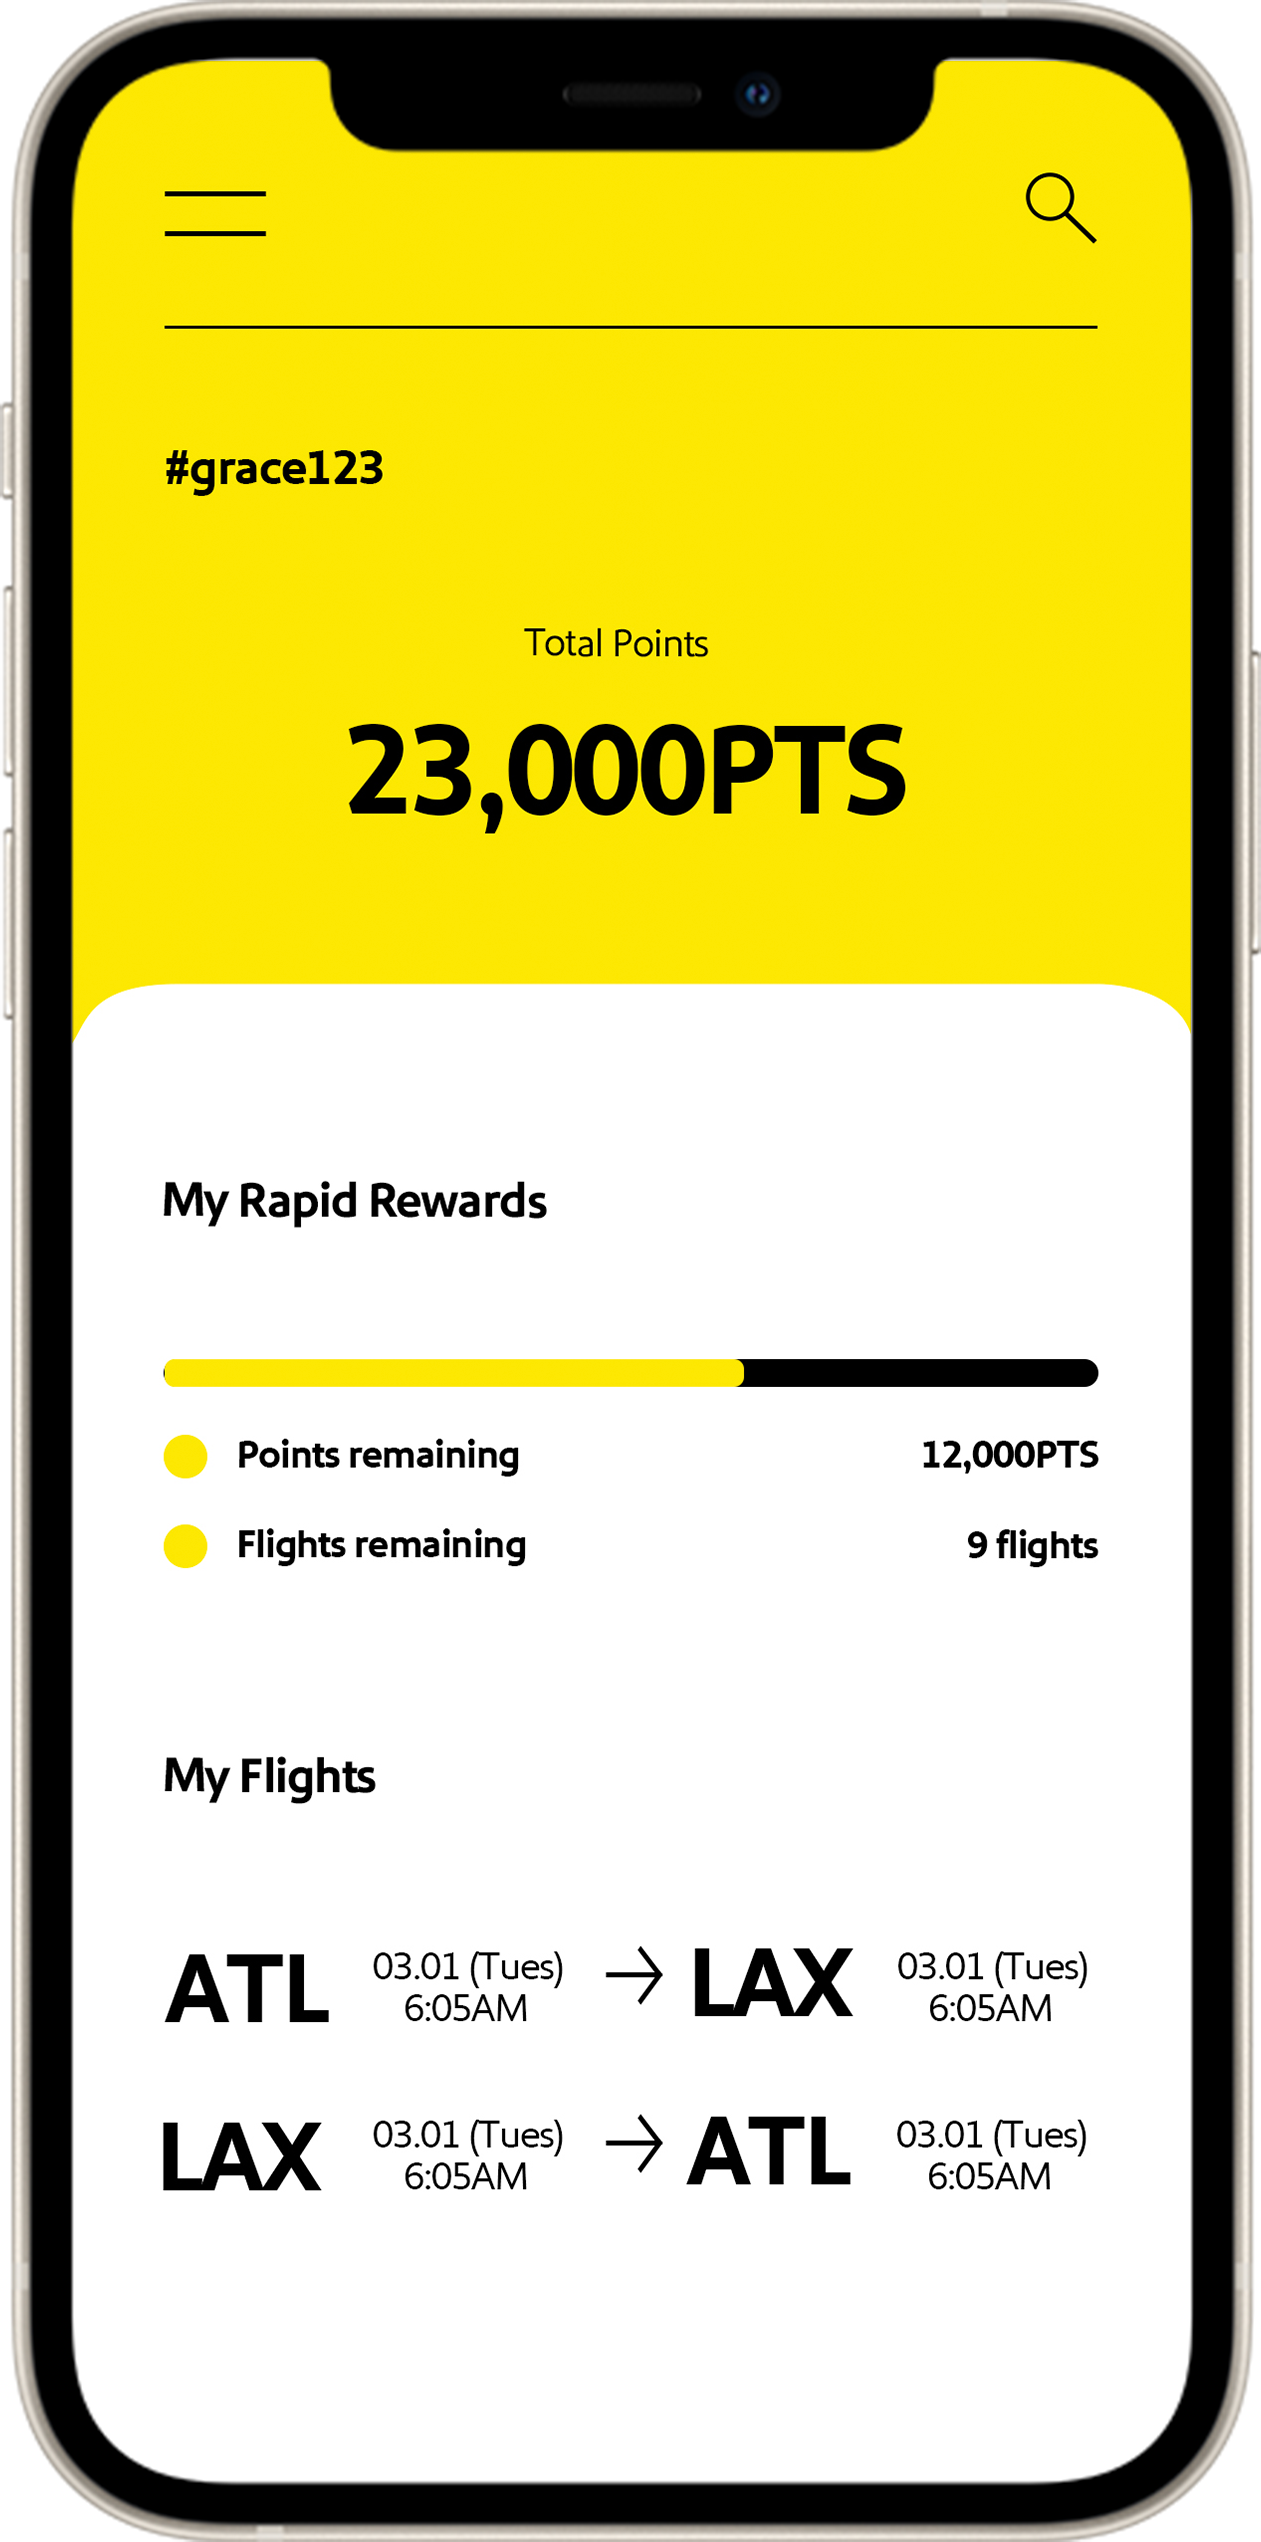 #grace123
Total Points
23,000PTS
My Rapid Rewards
Points remaining 12,000PTS
Flights remaining 9 flights
My Flights
ATL 03.01 (Tues) 6:05AM → LAX 03.01 (Tues) 6:05AM
LAX 03.01 (Tues) 6:05AM → ATL 03.01 (Tues) 6:05AM